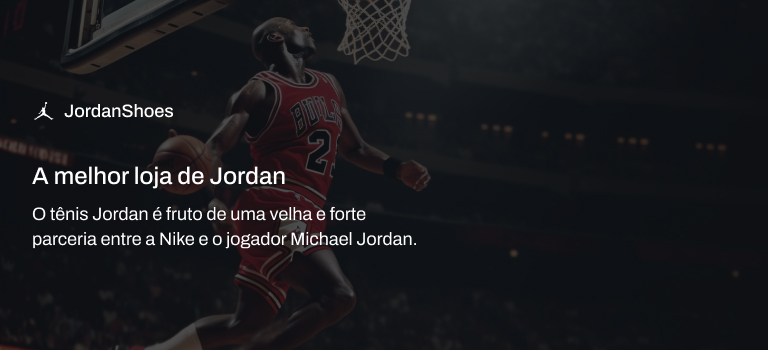 JordanShoes
A melhor loja de Jordan
O tênis Jordan é fruto de uma velha e forte
parceria entre a Nike e o jogador Michael Jordan.
BULLS
23